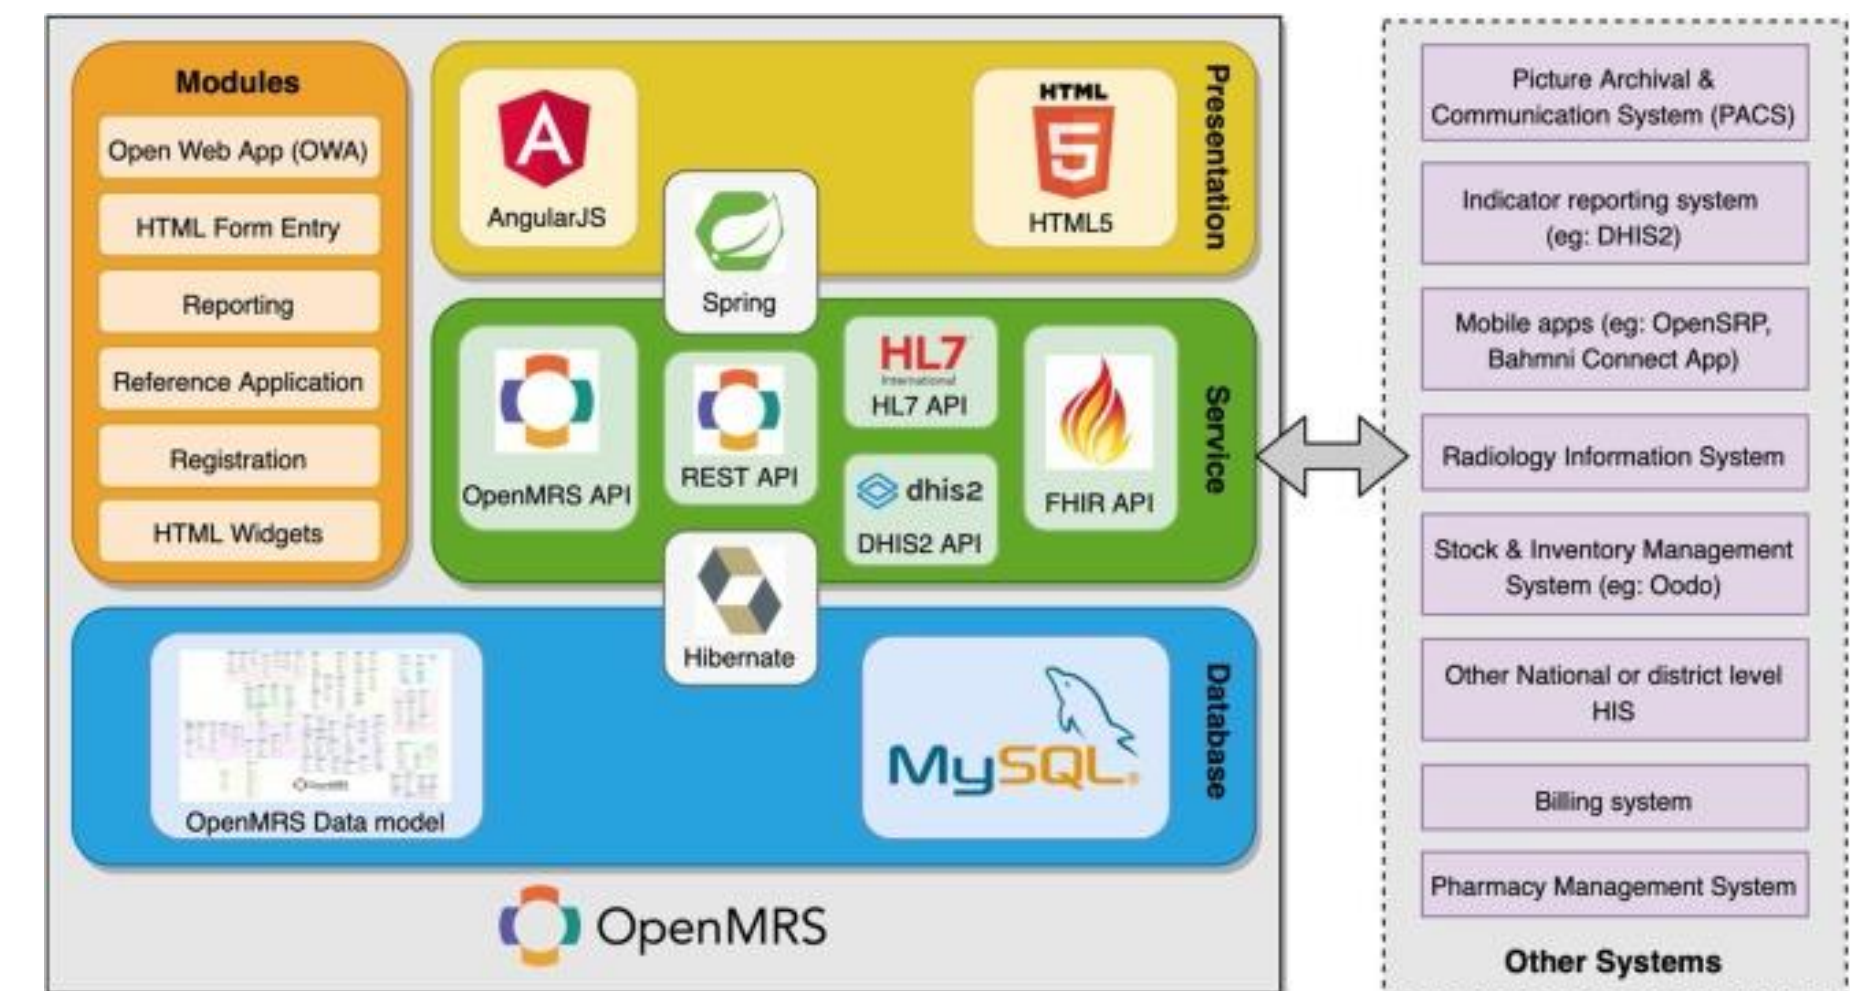 Modules
Open Web App (OWA)
HTML Form Entry
Reporting
Reference Application
Registration
HTML Widgets
AngularJS
HTML
5
HTML5
Presentation
Spring
OpenMRS API
REST API
HL7
International
HL7 API
dhis2
DHIS2 API
FHIR API
Service
Hibernate
OpenMRS Data model
MySQL
Database
OpenMRS
Picture Archival &
Communication System (PACS)
Indicator reporting system
(eg: DHIS2)
Mobile apps (eg: OpenSRP,
Bahmni Connect App)
Radiology Information System
Stock & Inventory Management
System (eg: Oodo)
Other National or district level
HIS
Billing system
Pharmacy Management System
Other Systems